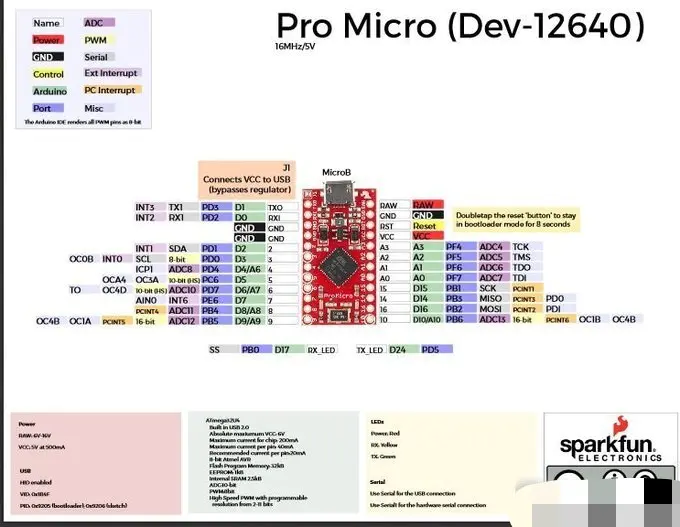 Pro Micro (Dev-12640)
16MHz/5V
Name ADC
Power PWM
GND Serial
Control Ext Interrupt
Arduino PC Interrupt
Port Misc
The Arduino IDE renders all PWM pins as 8-bit
J1
Connects VCC to USB
(bypasses regulator)
MicroB
INT3 TX1 PD3 D1 TXO
INT2 RX1 PD2 D0 RXI
GND GND
GND GND
INT1 SDA PD1 D2 2
OC0B INT0 SCL 8-bit PD0 D3 3
ICP1 ADC8 PD4 D4/A6 4
OCA4 OC3A 10-bit (HS) PC6 D5 5
TO OC4D 10-bit (HS) ADC10 PD7 D6/A7 6
AIN0 INT6 PE6 D7 7
PCINT4 ADC11 PB4 D8/A8 8
OC4B OC1A PCINT5 16-bit ADC12 PB5 D9/A9 9
RAW RAW
GND GND
RST Reset
VCC VCC
Doubletap the reset 'button' to stay
in bootloader mode for 8 seconds
A3 A3 PF4 ADC4 TCK
A2 A2 PF5 ADC5 TMS
A1 A1 PF6 ADC6 TDO
A0 A0 PF7 ADC7 TDI
15 D15 PB1 SCK PCINT1
14 D14 PB3 MISO PCINT3 PDO
16 D16 PB2 MOSI PCINT2 PDI
10 D10/A10 PB6 ADC13 16-bit PCINT6 OC1B OC4B
ProMicro
SS PB0 D17 RX_LED TX_LED D24 PD5
Power
RAW: 6V-16V
VCC: 5V at 500mA
USB
HID enabled
VID: 0x1B4F
PID: 0x9205 (bootloader); 0x9206 (sketch)
ATmega32U4
Built in USB 2.0
Absolute maximum VCC: 6V
Maximum current for chip: 200mA
Maximum current per pin: 40mA
Recommended current per pin:20mA
8-bit Atmel AVR
Flash Program Memory: 32kB
EEPROM: 1kB
Internal SRAM 2.5kB
ADC:10-bit
PWM:8bit
High Speed PWM with programmable
resolution from 2-11 bits
LEDs
Power: Red
RX: Yellow
TX: Green
Serial
Use Serial for the USB connection
Use Serial1 for the hardware serial connection
sparkfun
ELECTRONICS